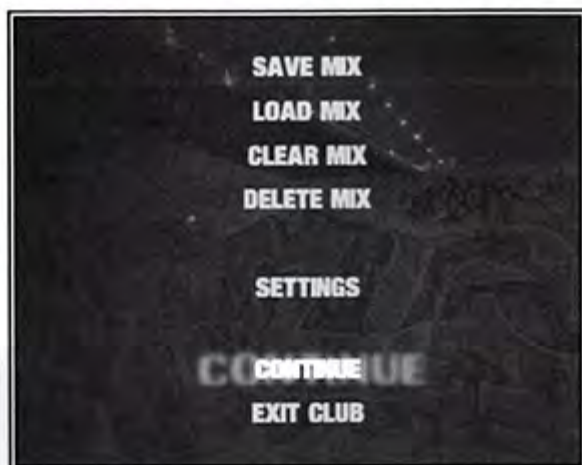 SAVE MIX
LOAD MIX
CLEAR MIX
DELETE MIX
SETTINGS
CONTINUE
EXIT CLUB